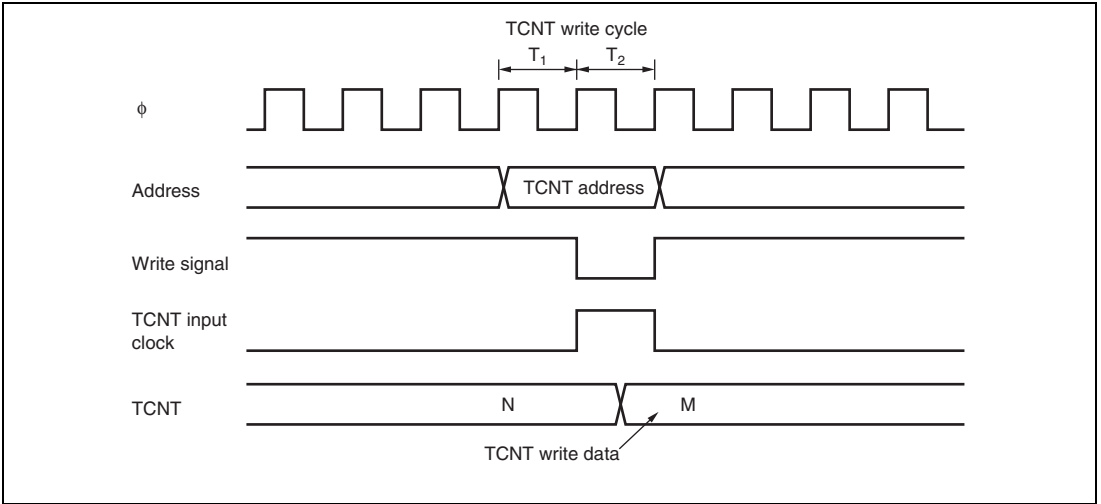 TCNT write cycle
T₁ T₂
ϕ
Address
TCNT address
Write signal
TCNT input
clock
TCNT
N
M
TCNT write data